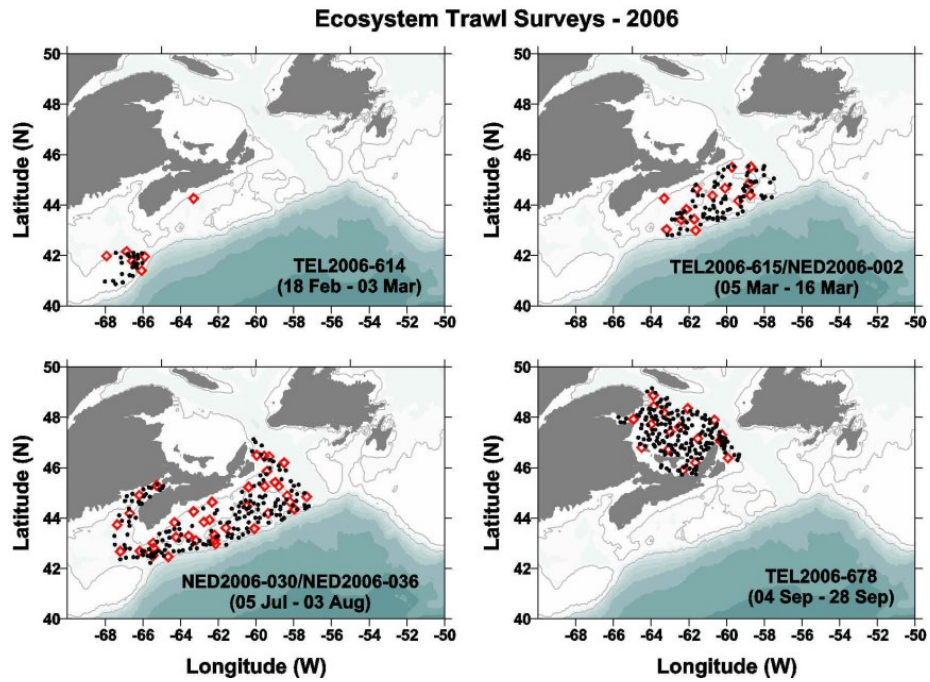 Ecosystem Trawl Surveys - 2006
50
48
46
44
42
40
Latitude (N)
-68 -66 -64 -62 -60 -58 -56 -54 -52 -50
TEL2006-614
(18 Feb - 03 Mar)
50
48
46
44
42
40
Latitude (N)
-68 -66 -64 -62 -60 -58 -56 -54 -52 -50
TEL2006-615/NED2006-002
(05 Mar - 16 Mar)
50
48
46
44
42
40
Latitude (N)
-68 -66 -64 -62 -60 -58 -56 -54 -52 -50
Longitude (W)
NED2006-030/NED2006-036
(05 Jul - 03 Aug)
50
48
46
44
42
40
Latitude (N)
-68 -66 -64 -62 -60 -58 -56 -54 -52 -50
Longitude (W)
TEL2006-678
(04 Sep - 28 Sep)